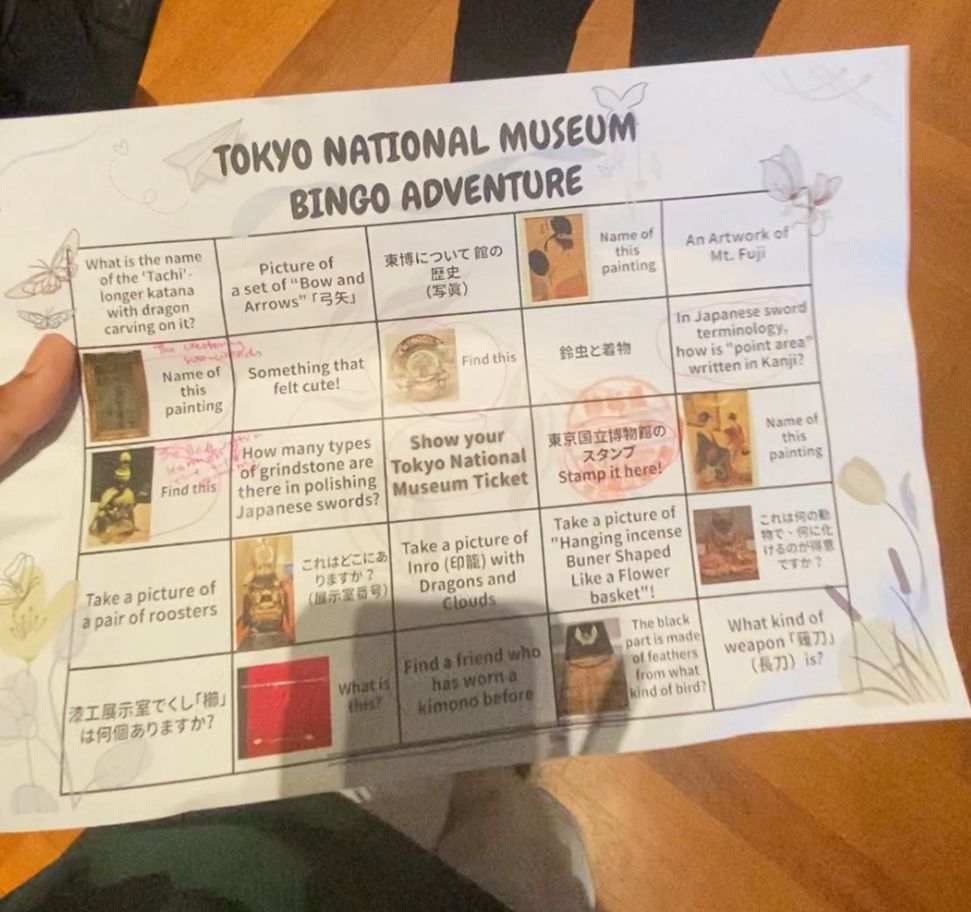 TOKYO NATIONAL MUSEUM
BINGO ADVENTURE
What is the name
of the 'Tachi'-
longer katana
with dragon
carving on it?
Picture of
a set of "Bow and
Arrows"「弓矢」
東博について 館の
歴史
(写真)
Name of
this
painting
An Artwork of
Mt. Fuji
The western
Name of
this
painting
Something that
felt cute!
Find this
鈴虫と着物
In Japanese sword
terminology,
how is "point area"
written in Kanji?
Find this
How many types
of grindstone are
there in polishing
Japanese swords?
Show your
Tokyo National
Museum Ticket
東京国立博物館の
スタンプ
Stamp it here!
Name of
this
painting
Take a picture of
a pair of roosters
これはどこにあ
りますか?
(展示室番号)
Take a picture of
Inro (印籠) with
Dragons and
Clouds
Take a picture of
"Hanging incense
Buner Shaped
Like a Flower
basket"!
これは何の動
物で・何に化
けるのが得意
ですか?
漆工展示室でくし「櫛」
は何個ありますか?
What is
this?
Find a friend who
has worn a
kimono before
The black
part is made
of feathers
from what
kind of bird?
What kind of
weapon「薙刀」
(長刀) is?